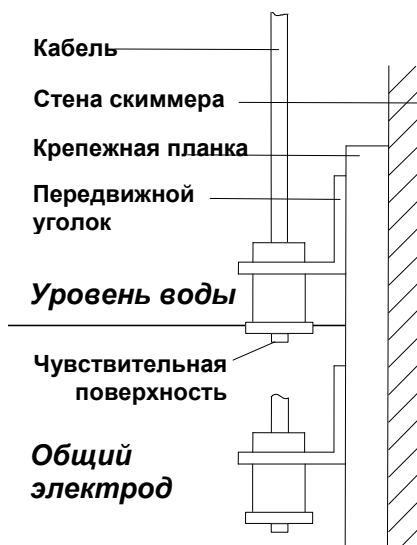 Кабель
Стена скиммера
Крепежная планка
Передвижной
уголок
Уровень воды
Чувствительная
поверхность
Общий
электрод